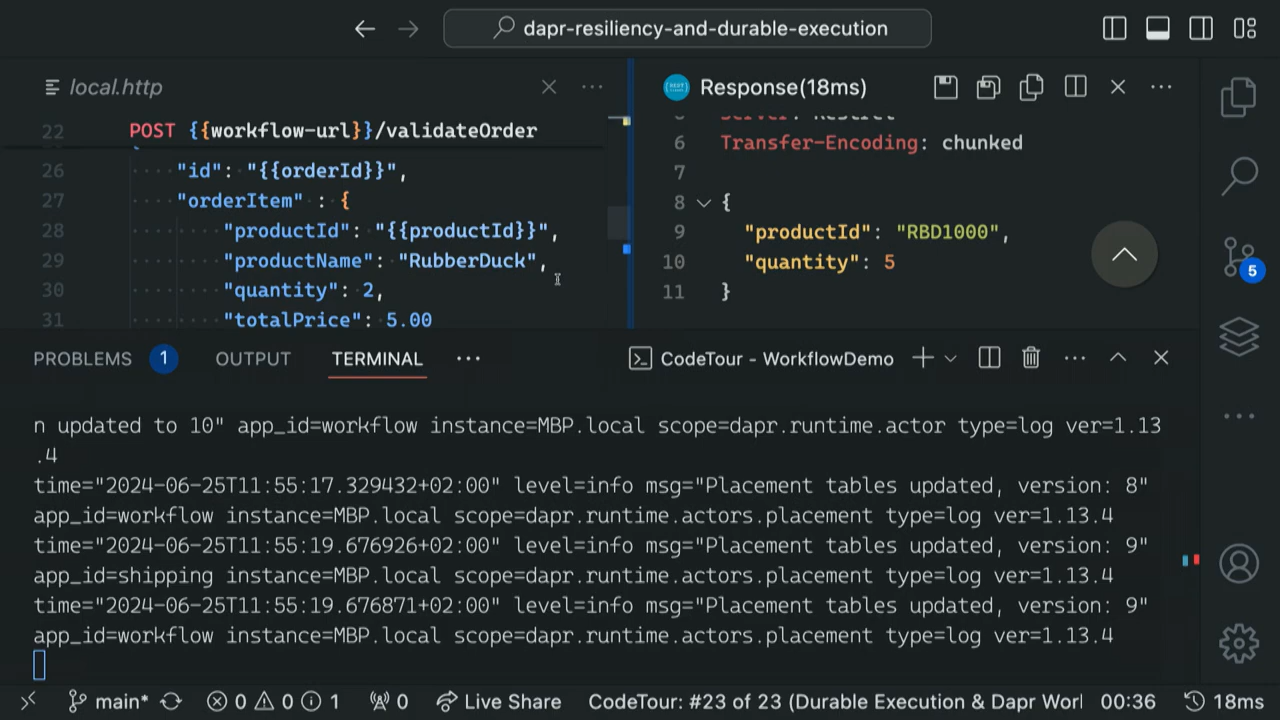 dapr-resiliency-and-durable-execution
local.http
22 POST {{workflow-url}}/validateOrder
26 "id": "{{orderId}}",
27 "orderItem" : {
28 "productId": "{{productId}}",
29 "productName": "RubberDuck",
30 "quantity": 2,
31 "totalPrice": 5.00
Response(18ms)
6 Transfer-Encoding: chunked
7
8 {
9 "productId": "RBD1000",
10 "quantity": 5
11 }
5
PROBLEMS 1 OUTPUT TERMINAL ··· CodeTour - WorkflowDemo
n updated to 10" app_id=workflow instance=MBP.local scope=dapr.runtime.actor type=log ver=1.13
.4
time="2024-06-25T11:55:17.329432+02:00" level=info msg="Placement tables updated, version: 8"
app_id=workflow instance=MBP.local scope=dapr.runtime.actors.placement type=log ver=1.13.4
time="2024-06-25T11:55:19.676926+02:00" level=info msg="Placement tables updated, version: 9"
app_id=shipping instance=MBP.local scope=dapr.runtime.actors.placement type=log ver=1.13.4
time="2024-06-25T11:55:19.676871+02:00" level=info msg="Placement tables updated, version: 9"
app_id=workflow instance=MBP.local scope=dapr.runtime.actors.placement type=log ver=1.13.4
main* 0 0 1 0 Live Share CodeTour: #23 of 23 (Durable Execution & Dapr Worl 00:36 18ms